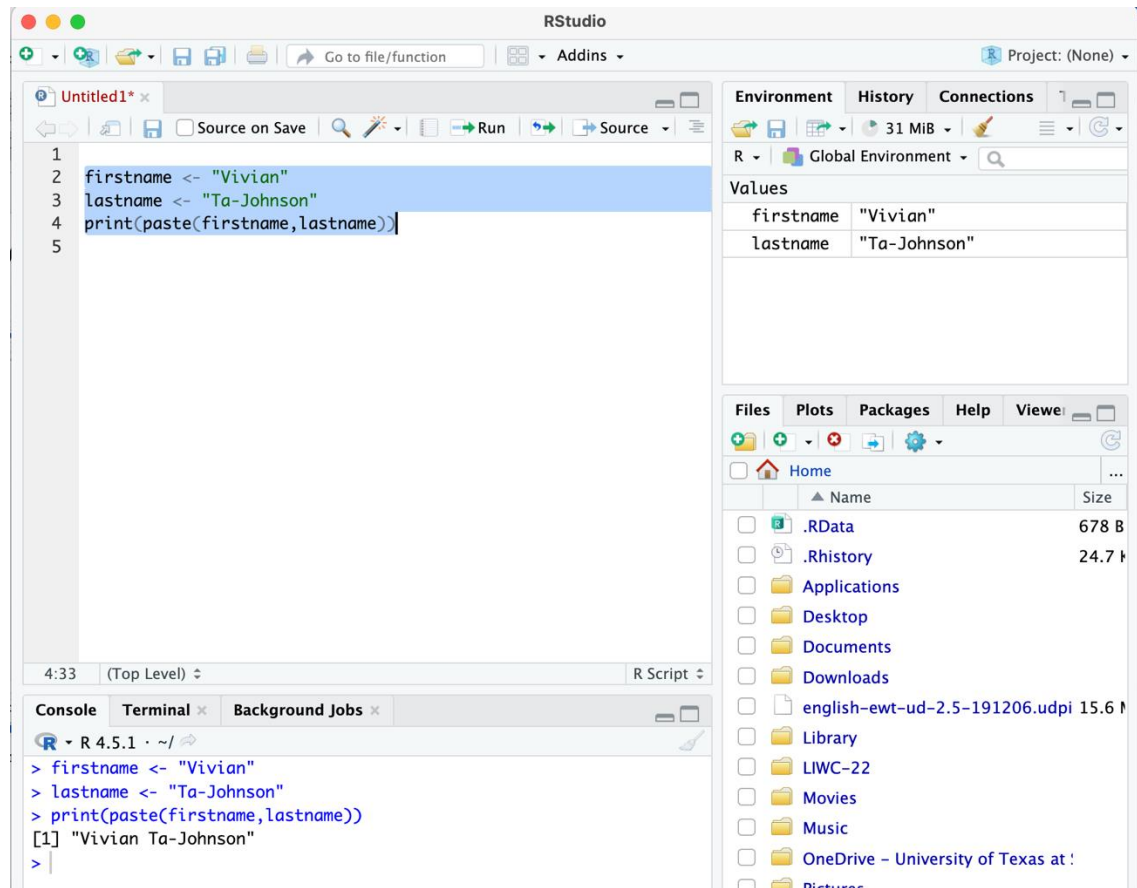 RStudio
Go to file/function
Addins
Project: (None)
Untitled1*
Source on Save
Run
Source
1
2 firstname <- "Vivian"
3 lastname <- "Ta-Johnson"
4 print(paste(firstname,lastname))
5
4:33 (Top Level) R Script
Console Terminal Background Jobs
R 4.5.1 · ~/
> firstname <- "Vivian"
> lastname <- "Ta-Johnson"
> print(paste(firstname,lastname))
[1] "Vivian Ta-Johnson"
>
Environment History Connections
31 MiB
R Global Environment
Values
firstname "Vivian"
lastname "Ta-Johnson"
Files Plots Packages Help Viewe
Home ...
Name Size
.RData 678 B
.Rhistory 24.7
Applications
Desktop
Documents
Downloads
english-ewt-ud-2.5-191206.udpi 15.6
Library
LIWC-22
Movies
Music
OneDrive – University of Texas at